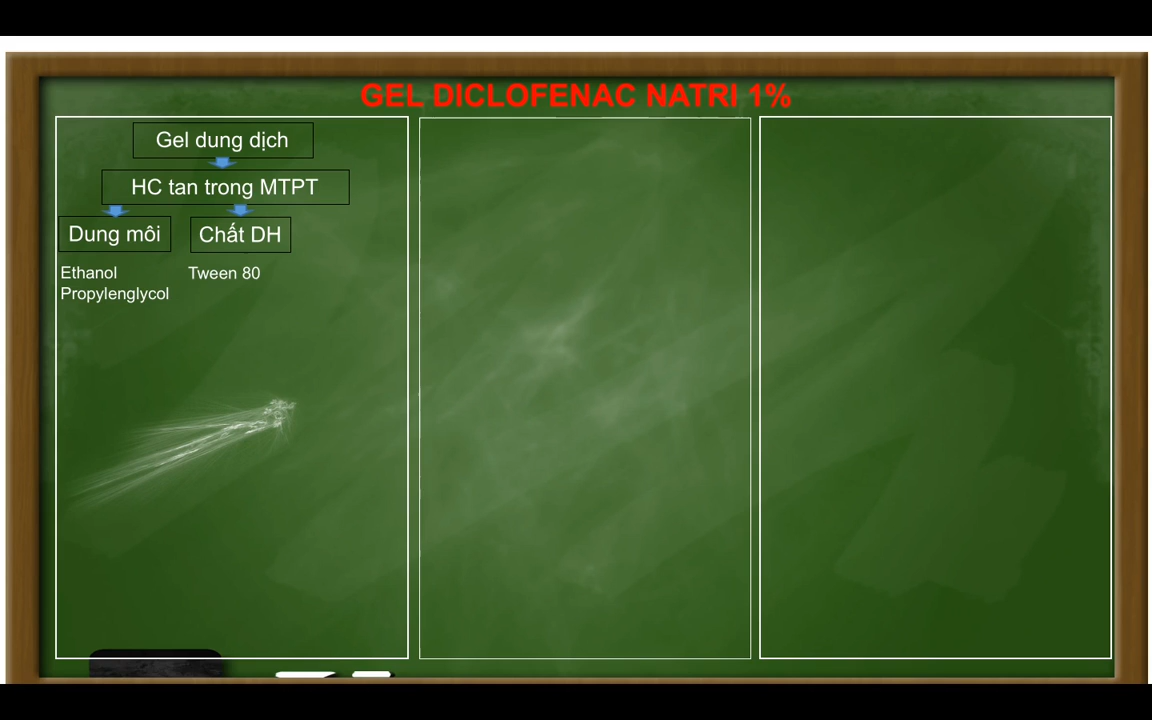 GEL DICLOFENAC NATRI 1%
Gel dung dịch
HC tan trong MTPT
Dung môi
Chất DH
Ethanol
Propylenglycol
Tween 80